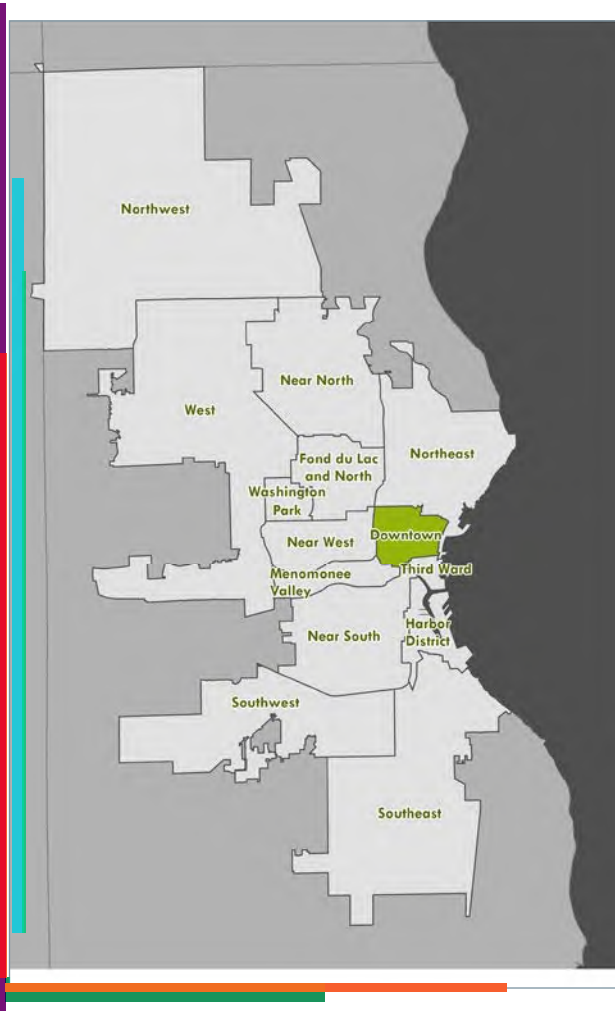 Northwest
Near North
West
Fond du Lac
and North
Northeast
Washington
Park
Near West
Downtown
Menomonee
Valley
Third Ward
Near South
Harbor
District
Southwest
Southeast